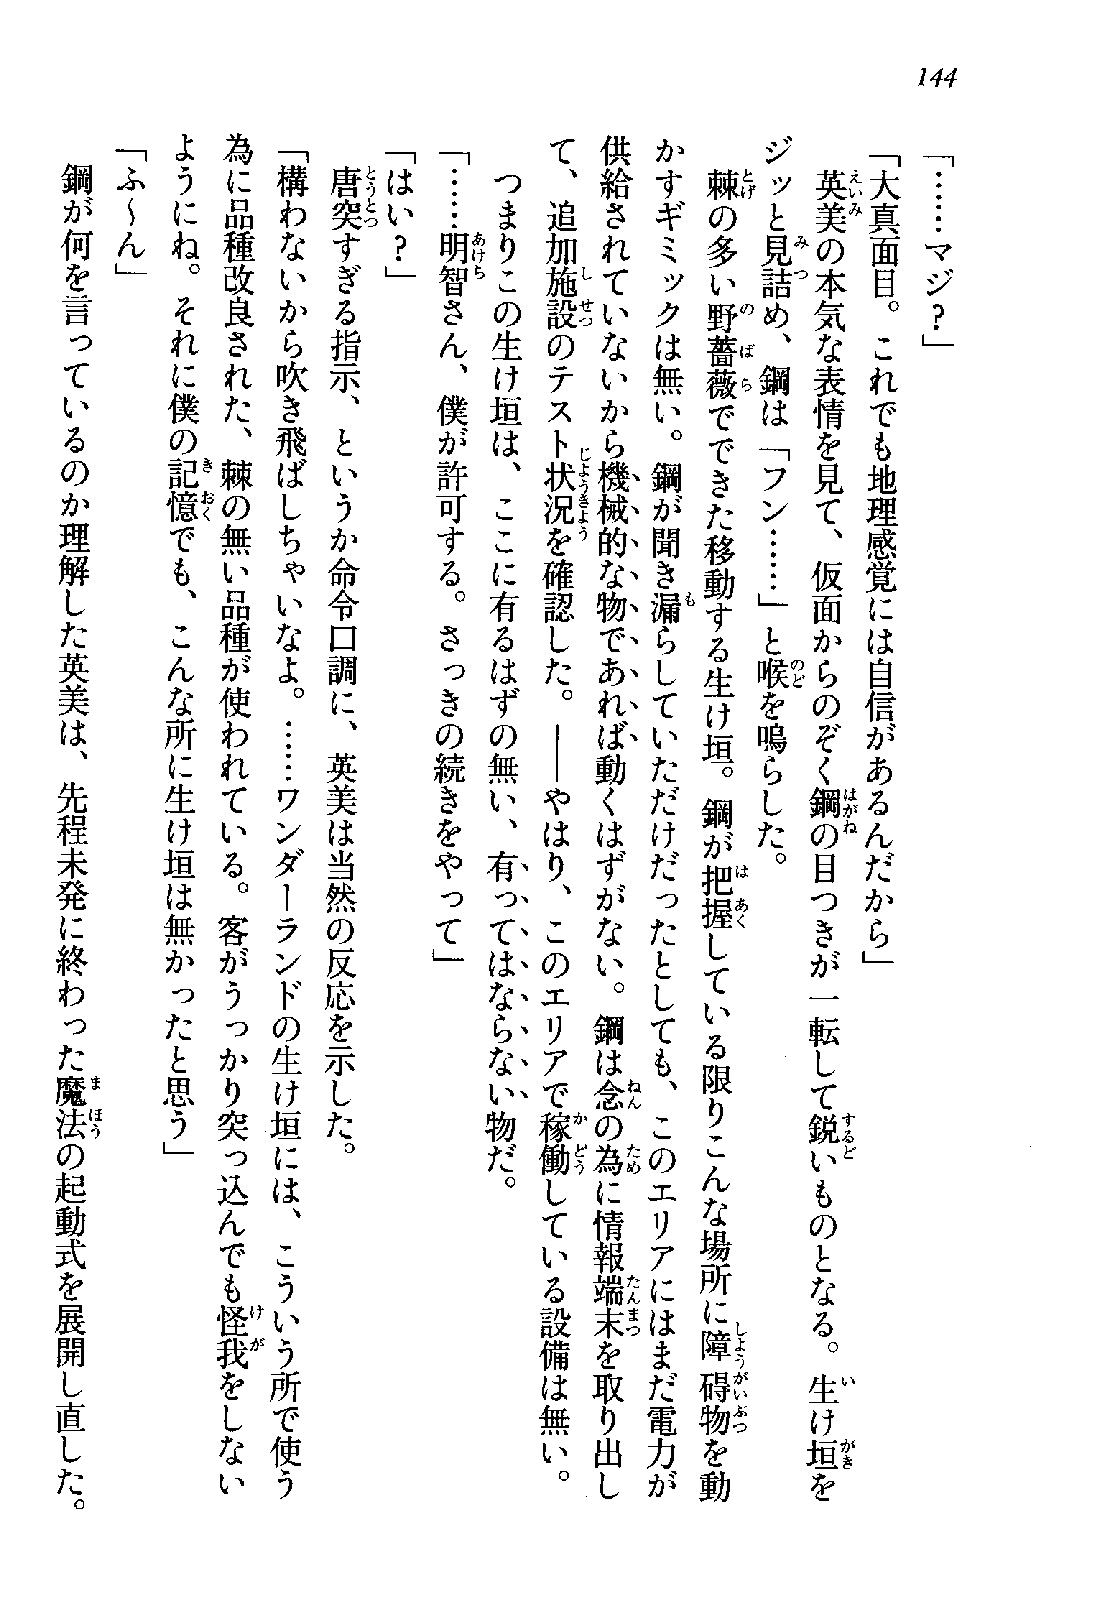 144
「……マジ？」
「大真面目。これでも地理感覚には自信があるんだから」
英美の本気な表情を見て、仮面からのぞく鋼の目つきが一転して鋭いものとなる。生け垣を
ジッと見詰め、鋼は「フン……」と喉を鳴らした。
棘の多い野薔薇でできた移動する生け垣。鋼が把握している限りこんな場所に障碍物を動
かすギミックは無い。鋼が聞き漏らしていただけだったとしても、このエリアにはまだ電力が
供給されていないから機械的な物であれば動くはずがない。鋼は念の為に情報端末を取り出し
て、追加施設のテスト状況を確認した。――やはり、このエリアで稼働している設備は無い。
つまりこの生け垣は、ここに有るはずの無い、有ってはならない物だ。
「……明智さん、僕が許可する。さっきの続きをやって」
「はい？」
唐突すぎる指示、というか命令口調に、英美は当然の反応を示した。
「構わないから吹き飛ばしちゃいなよ。……ワンダーランドの生け垣には、こういう所で使う
為に品種改良された、棘の無い品種が使われている。客がうっかり突っ込んでも怪我をしない
ようにね。それに僕の記憶でも、こんな所に生け垣は無かったと思う」
「ふ〜ん」
鋼が何を言っているのか理解した英美は、先程未発に終わった魔法の起動式を展開し直した。